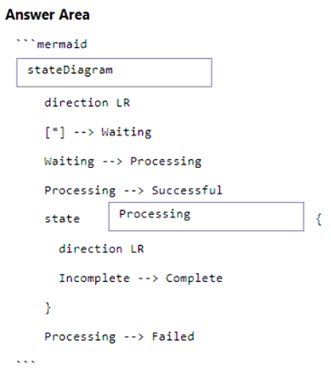 Answer Area
```mermaid
stateDiagram
direction LR
[*] --> Waiting
Waiting --> Processing
Processing --> Successful
state Processing {
direction LR
Incomplete --> Complete
}
Processing --> Failed
```